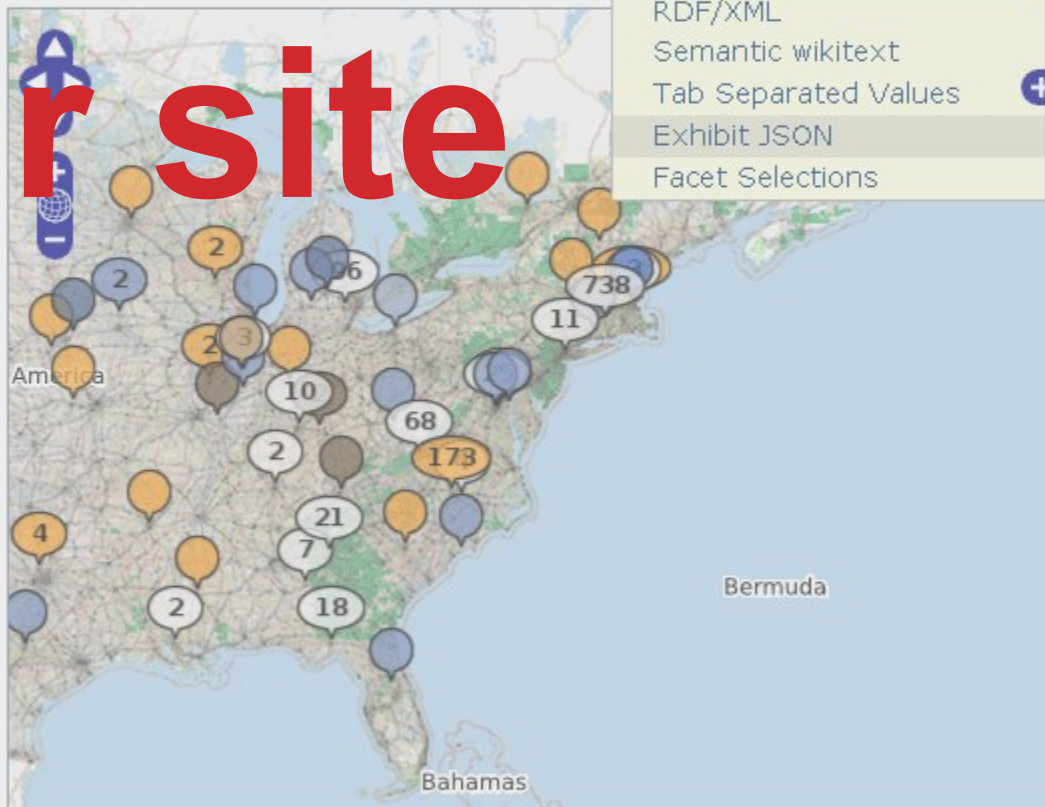 RDF/XML
Semantic wikitext
Tab Separated Values
Exhibit JSON
Facet Selections
r site
2
2
738
11
2
3
America
10
68
2
173
21
4
7
2
18
Bermuda
Bahamas